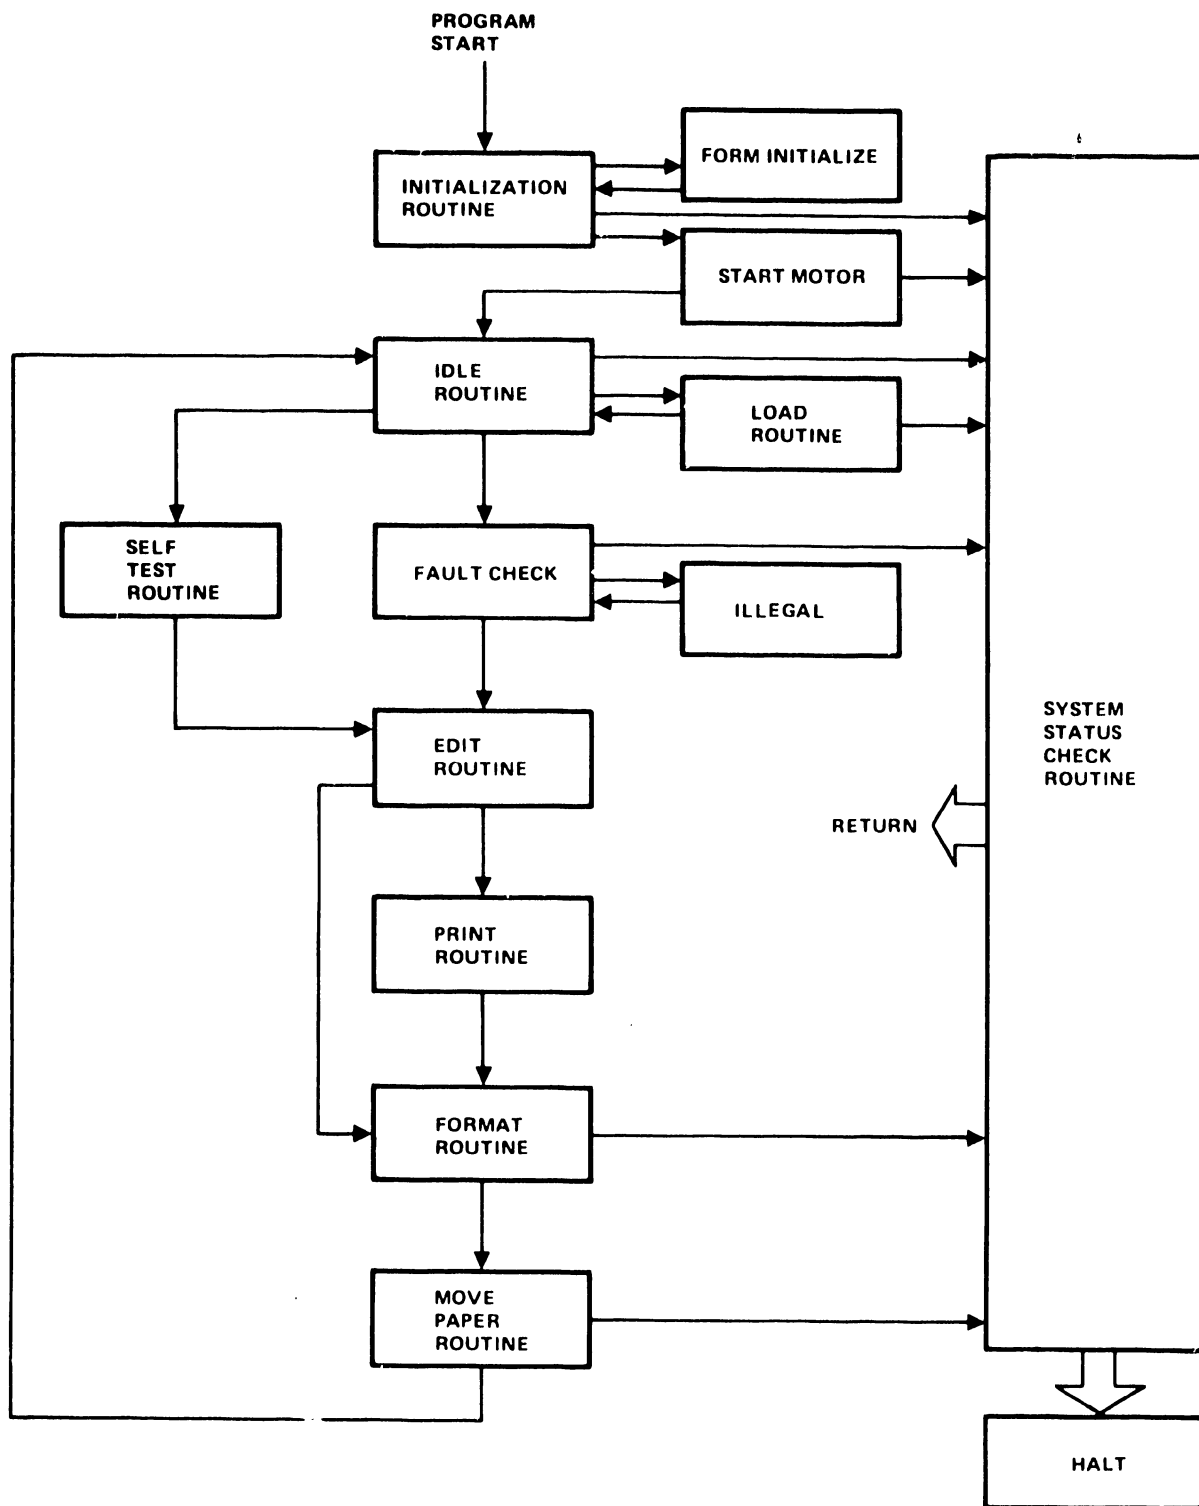 PROGRAM
START
FORM INITIALIZE
INITIALIZATION
ROUTINE
START MOTOR
IDLE
ROUTINE
LOAD
ROUTINE
SELF
TEST
ROUTINE
FAULT CHECK
ILLEGAL
EDIT
ROUTINE
SYSTEM
STATUS
CHECK
ROUTINE
RETURN
PRINT
ROUTINE
FORMAT
ROUTINE
MOVE
PAPER
ROUTINE
HALT